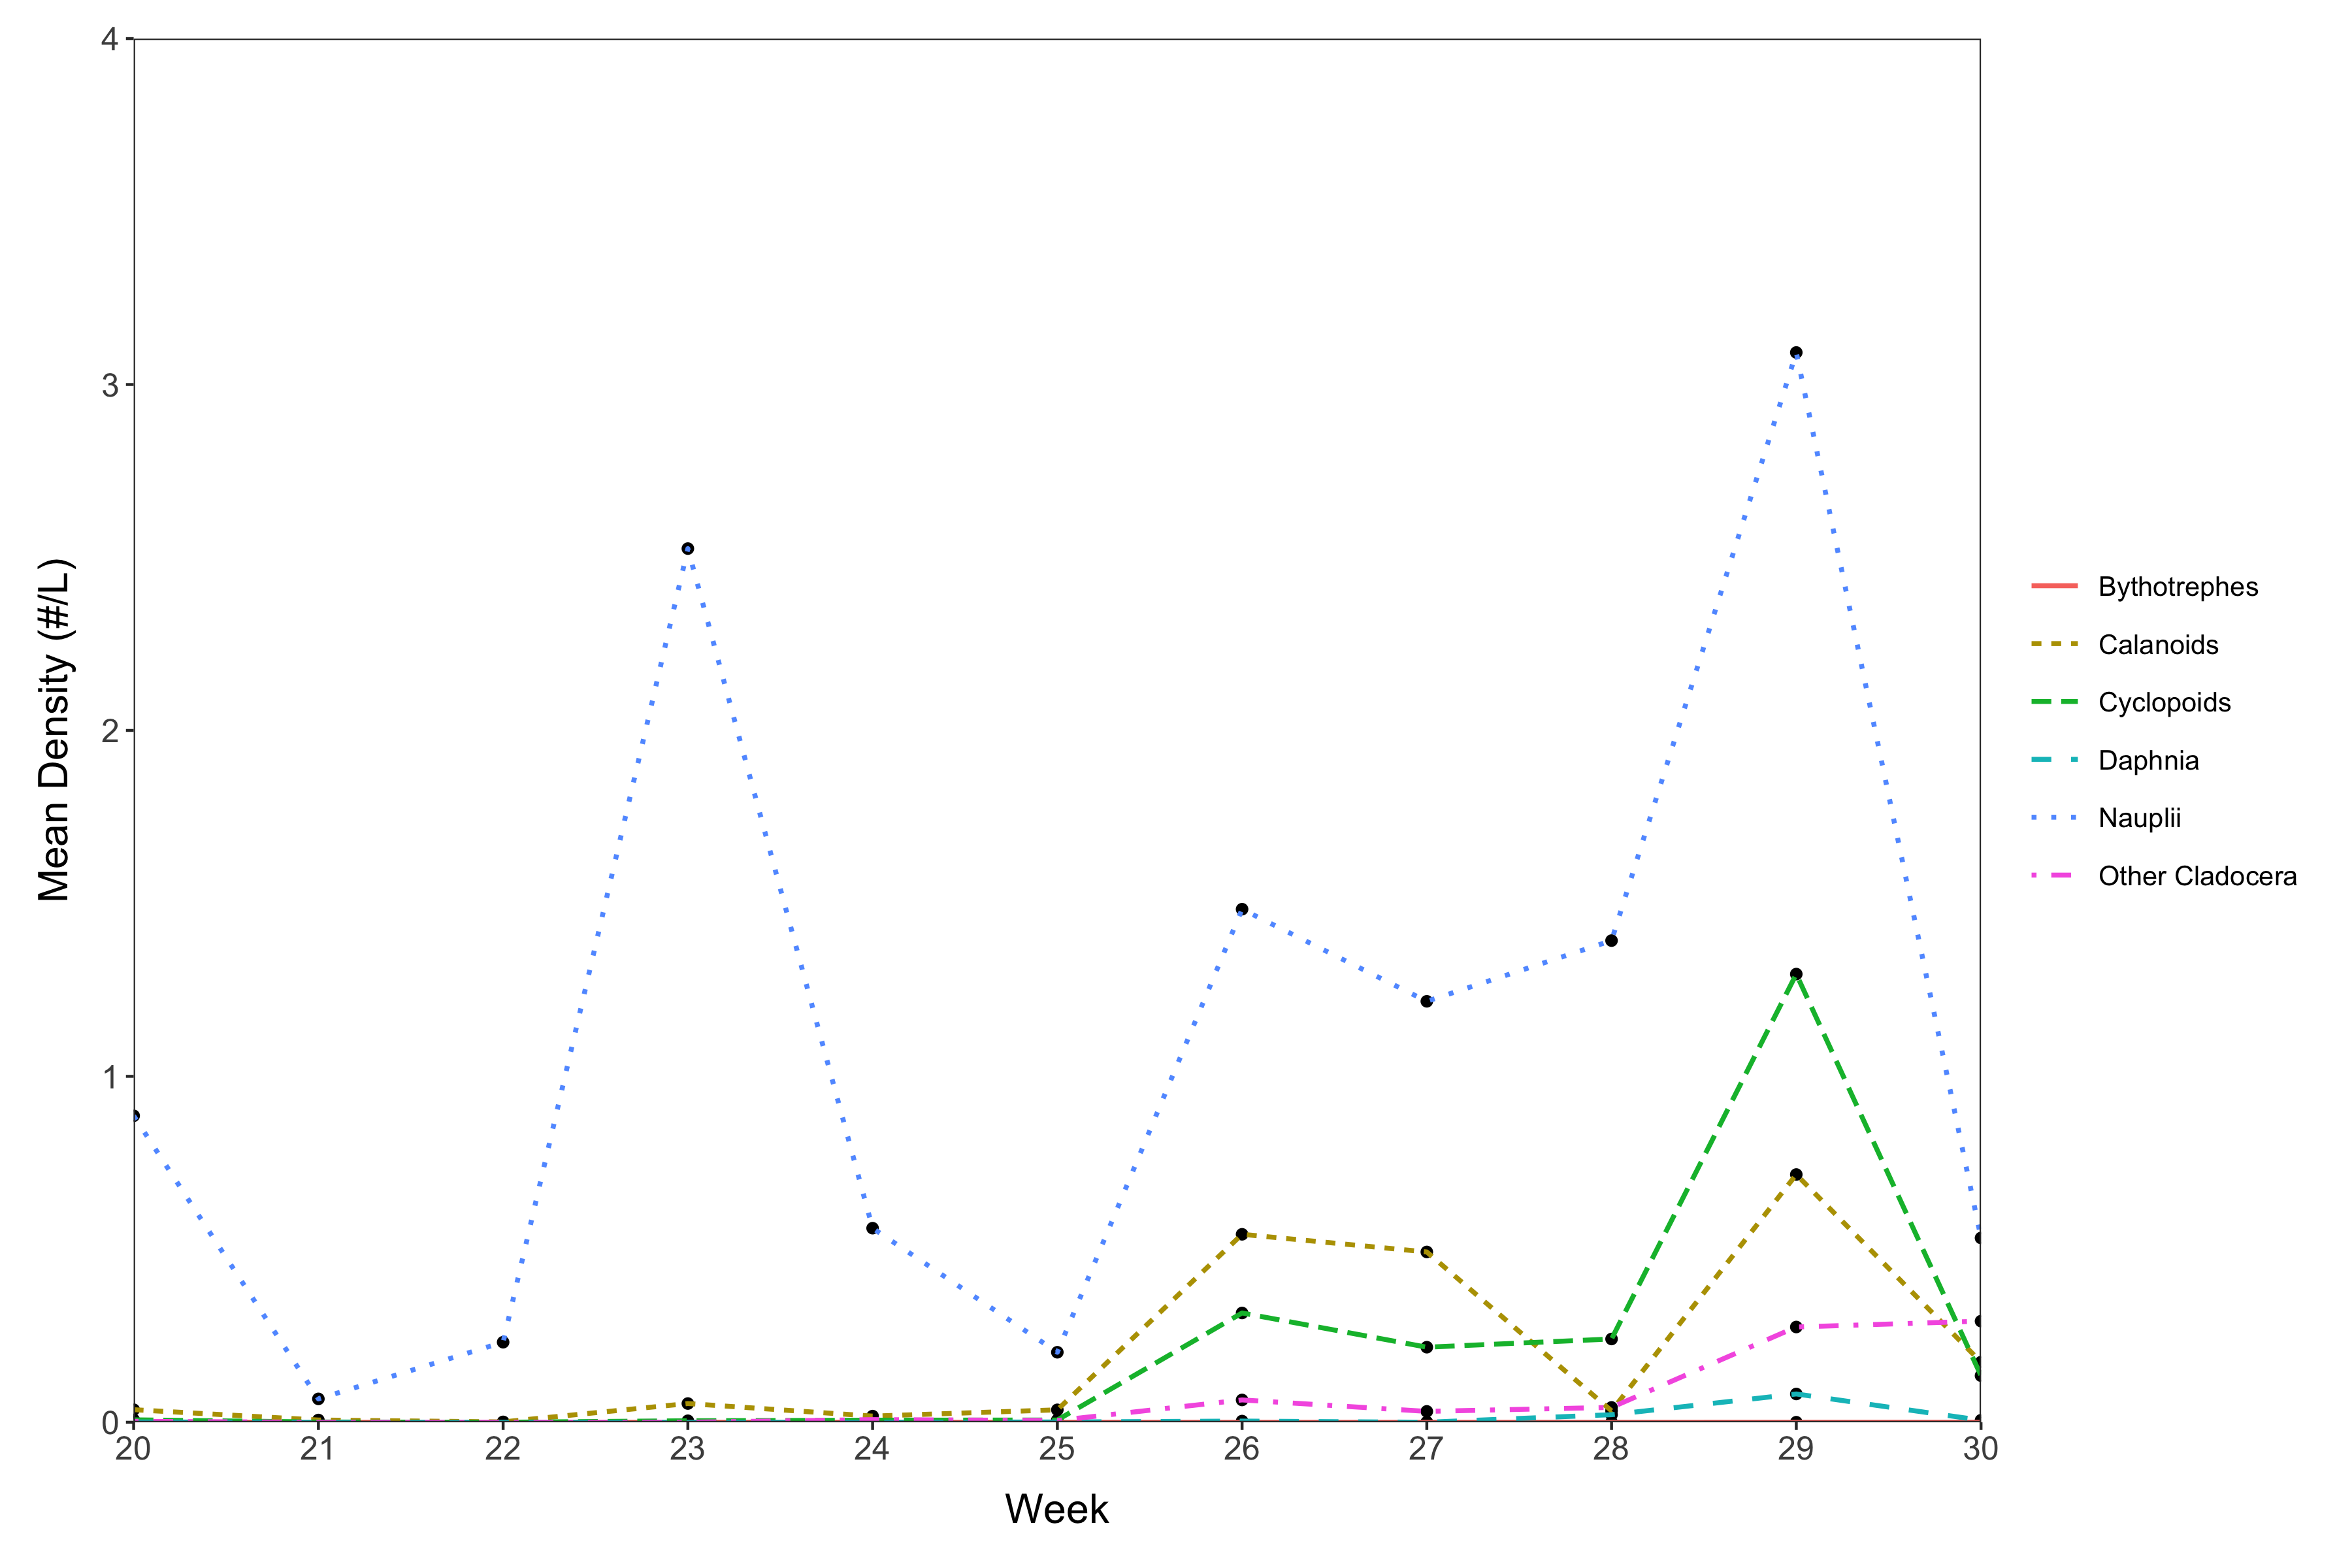 4
3
2
1
0
Mean Density (#/L)
20 21 22 23 24 25 26 27 28 29 30
Week
Bythotrephes
Calanoids
Cyclopoids
Daphnia
Nauplii
Other Cladocera